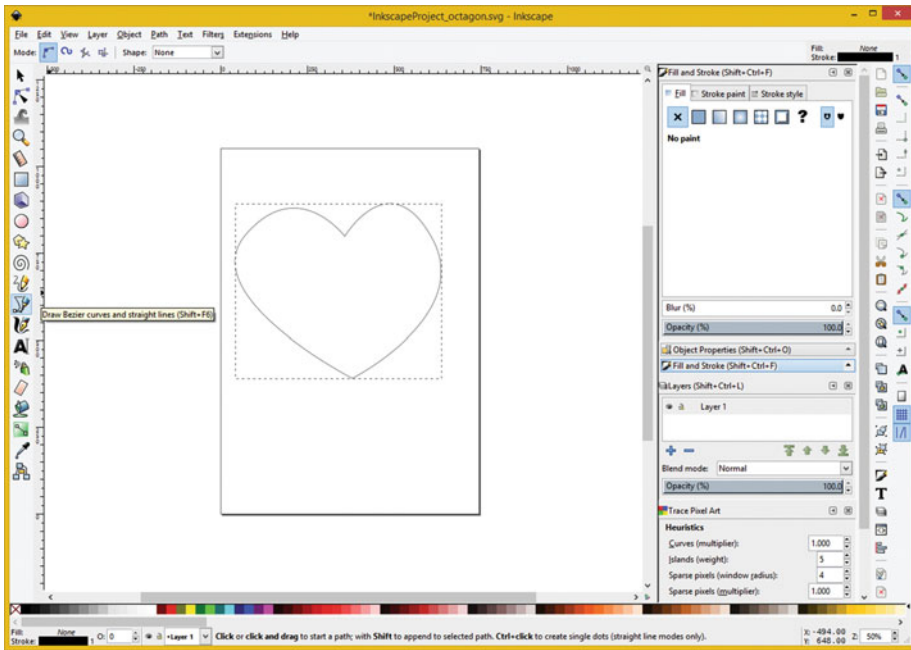 *InkscapeProject_octagon.svg - Inkscape
File Edit View Layer Object Path Text Filters Extensions Help
Mode: Shape: None
Fill: None
Stroke: 1
Fill and Stroke (Shift+Ctrl+F)
Fill Stroke paint Stroke style
?
No paint
Draw Bezier curves and straight lines (Shift+F6)
Blur (%) 0.0
Opacity (%) 100.0
Object Properties (Shift+Ctrl+O)
Fill and Stroke (Shift+Ctrl+F)
Layers (Shift+Ctrl+L)
Layer 1
Blend mode: Normal
Opacity (%) 100.0
Trace Pixel Art
Heuristics
Curves (multiplier): 1.000
Islands (weight): 5
Sparse pixels (window radius): 4
Sparse pixels (multiplier): 1.000
Fill: None
Stroke: 1 O: 0 •Layer 1 Click or click and drag to start a path; with Shift to append to selected path. Ctrl+click to create single dots (straight line modes only).
X: -494.00
Y: 648.00 Z: 50%